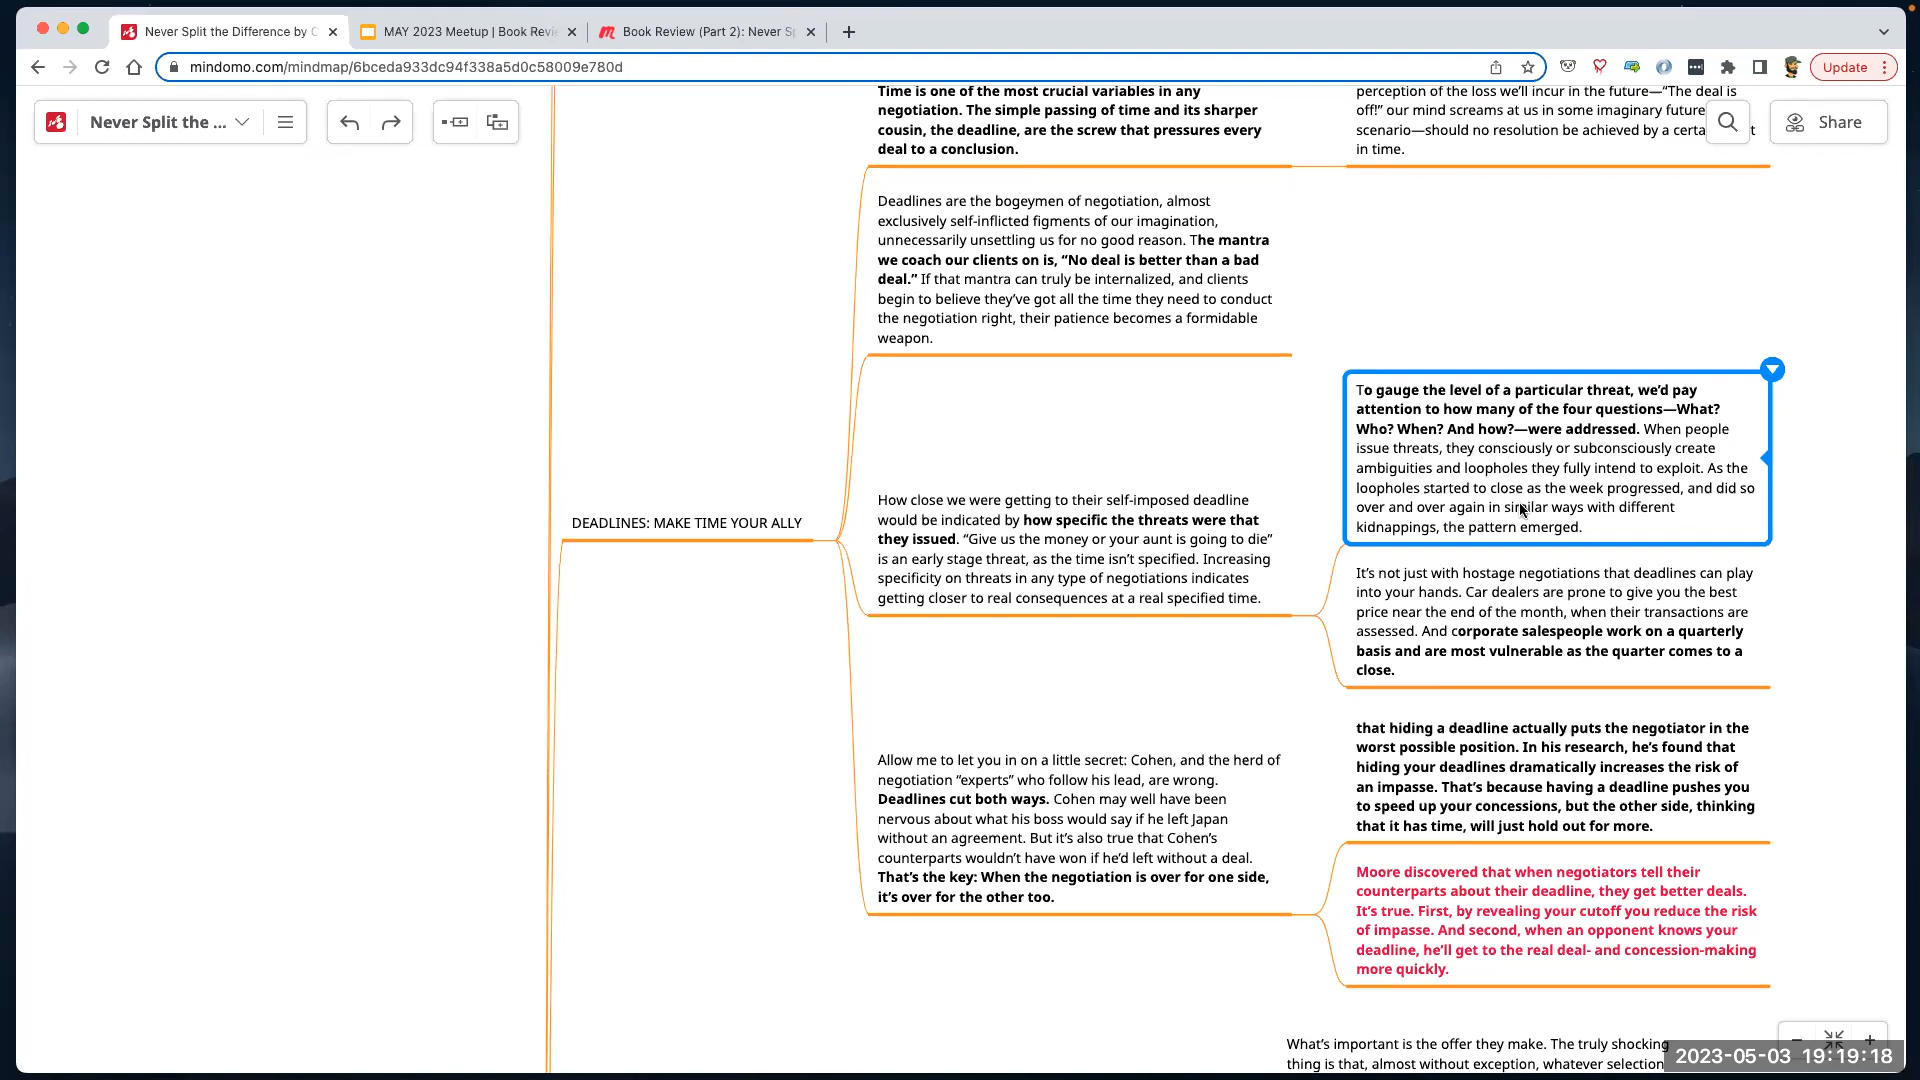 Never Split the Difference by C
MAY 2023 Meetup | Book Revie
Book Review (Part 2): Never Sp
mindomo.com/mindmap/6bceda933dc94f338a5d0c58009e780d
Update
Never Split the ...
Share
Time is one of the most crucial variables in any
negotiation. The simple passing of time and its sharper
cousin, the deadline, are the screw that pressures every
deal to a conclusion.
perception of the loss we’ll incur in the future—“The deal is
off!” our mind screams at us in some imaginary future
scenario—should no resolution be achieved by a certa t
in time.
Deadlines are the bogeymen of negotiation, almost
exclusively self-inflicted figments of our imagination,
unnecessarily unsettling us for no good reason. The mantra
we coach our clients on is, “No deal is better than a bad
deal.” If that mantra can truly be internalized, and clients
begin to believe they’ve got all the time they need to conduct
the negotiation right, their patience becomes a formidable
weapon.
DEADLINES: MAKE TIME YOUR ALLY
How close we were getting to their self-imposed deadline
would be indicated by how specific the threats were that
they issued. “Give us the money or your aunt is going to die”
is an early stage threat, as the time isn’t specified. Increasing
specificity on threats in any type of negotiations indicates
getting closer to real consequences at a real specified time.
To gauge the level of a particular threat, we’d pay
attention to how many of the four questions—What?
Who? When? And how?—were addressed. When people
issue threats, they consciously or subconsciously create
ambiguities and loopholes they fully intend to exploit. As the
loopholes started to close as the week progressed, and did so
over and over again in similar ways with different
kidnappings, the pattern emerged.
It’s not just with hostage negotiations that deadlines can play
into your hands. Car dealers are prone to give you the best
price near the end of the month, when their transactions are
assessed. And corporate salespeople work on a quarterly
basis and are most vulnerable as the quarter comes to a
close.
Allow me to let you in on a little secret: Cohen, and the herd of
negotiation “experts” who follow his lead, are wrong.
Deadlines cut both ways. Cohen may well have been
nervous about what his boss would say if he left Japan
without an agreement. But it’s also true that Cohen’s
counterparts wouldn’t have won if he’d left without a deal.
That’s the key: When the negotiation is over for one side,
it’s over for the other too.
that hiding a deadline actually puts the negotiator in the
worst possible position. In his research, he’s found that
hiding your deadlines dramatically increases the risk of
an impasse. That’s because having a deadline pushes you
to speed up your concessions, but the other side, thinking
that it has time, will just hold out for more.
Moore discovered that when negotiators tell their
counterparts about their deadline, they get better deals.
It’s true. First, by revealing your cutoff you reduce the risk
of impasse. And second, when an opponent knows your
deadline, he’ll get to the real deal- and concession-making
more quickly.
What’s important is the offer they make. The truly shocking
thing is that, almost without exception, whatever selection
2023-05-03 19:19:18